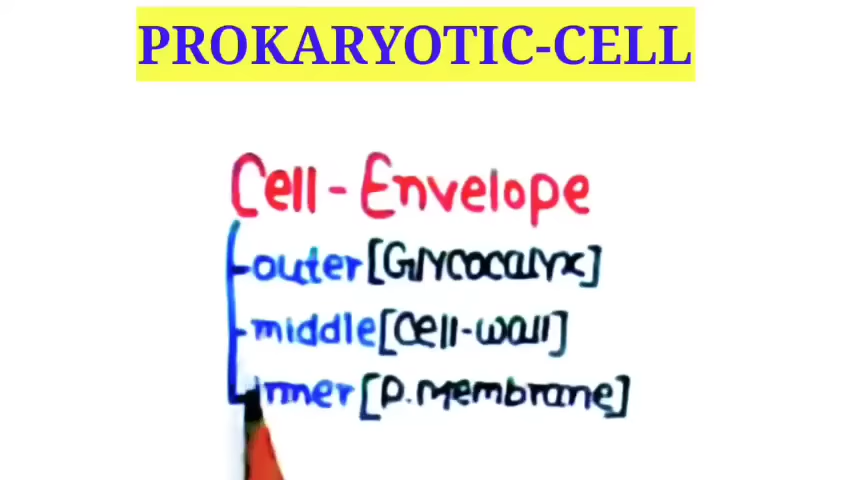 PROKARYOTIC-CELL
Cell-Envelope
outer[Glycocalyx]
middle[cell-wall]
inner[P.Membrane]